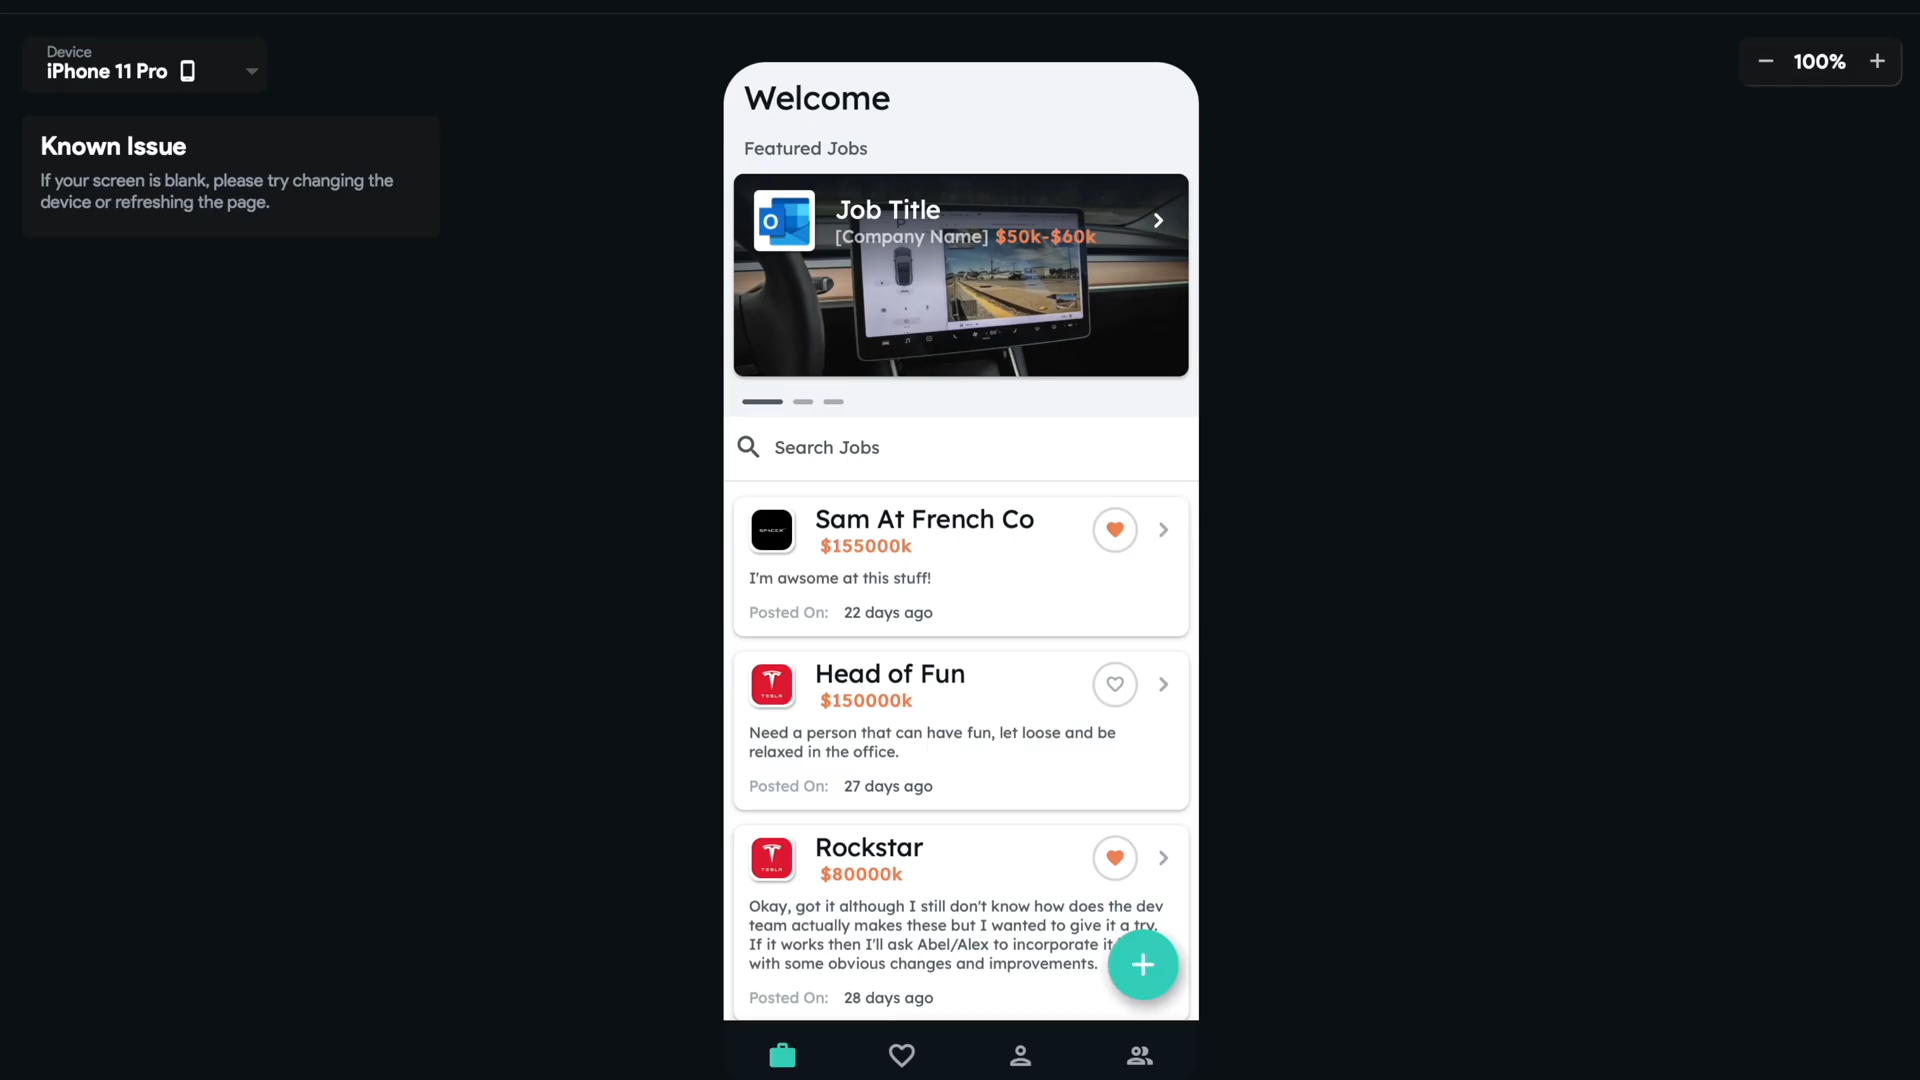 Device
iPhone 11 Pro
100%
Known Issue
If your screen is blank, please try changing the
device or refreshing the page.
Welcome
Featured Jobs
Job Title
[Company Name] $50k-$60k
Search Jobs
SPACEX
Sam At French Co
$155000k
I'm awsome at this stuff!
Posted On: 22 days ago
TESLA
Head of Fun
$150000k
Need a person that can have fun, let loose and be
relaxed in the office.
Posted On: 27 days ago
TESLA
Rockstar
$80000k
Okay, got it although I still don't know how does the dev
team actually makes these but I wanted to give it a try.
If it works then I'll ask Abel/Alex to incorporate it
with some obvious changes and improvements.
Posted On: 28 days ago